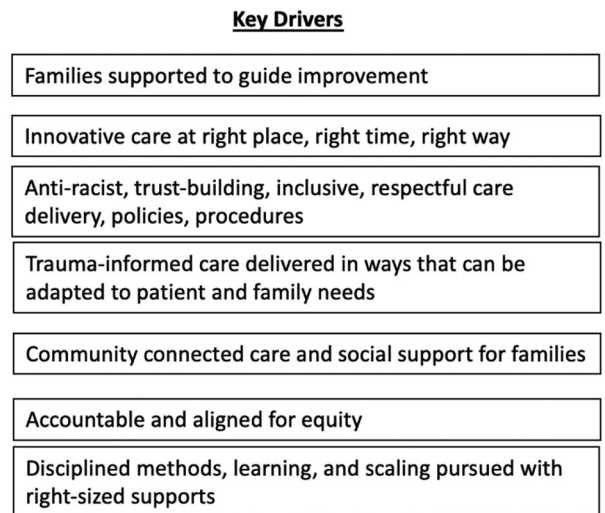 Key Drivers
Families supported to guide improvement
Innovative care at right place, right time, right way
Anti-racist, trust-building, inclusive, respectful care
delivery, policies, procedures
Trauma-informed care delivered in ways that can be
adapted to patient and family needs
Community connected care and social support for families
Accountable and aligned for equity
Disciplined methods, learning, and scaling pursued with
right-sized supports